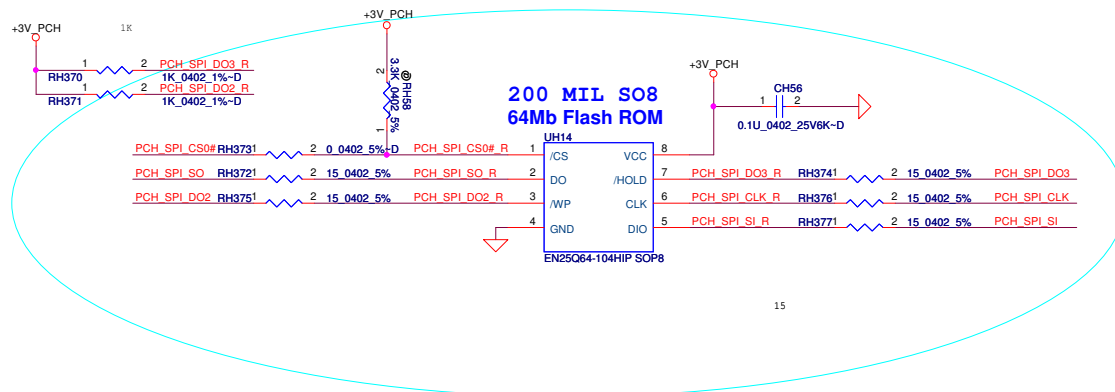 +3V_PCH
1K
+3V_PCH
RH370 1 2 PCH_SPI_DO3_R
1K_0402_1%~D
RH371 1 2 PCH_SPI_DO2_R
1K_0402_1%~D
2
@RH58
3.3K_0402_5%
1
+3V_PCH
CH56
1 2
0.1U_0402_25V6K~D
200 MIL SO8
64Mb Flash ROM
UH14
PCH_SPI_CS0# RH373 1 2 0_0402_5%~D PCH_SPI_CS0#_R 1 /CS VCC 8
PCH_SPI_SO RH372 1 2 15_0402_5% PCH_SPI_SO_R 2 DO /HOLD 7 PCH_SPI_DO3_R RH374 1 2 15_0402_5% PCH_SPI_DO3
PCH_SPI_DO2 RH375 1 2 15_0402_5% PCH_SPI_DO2_R 3 /WP CLK 6 PCH_SPI_CLK_R RH376 1 2 15_0402_5% PCH_SPI_CLK
4 GND DIO 5 PCH_SPI_SI_R RH377 1 2 15_0402_5% PCH_SPI_SI
EN25Q64-104HIP SOP8
15